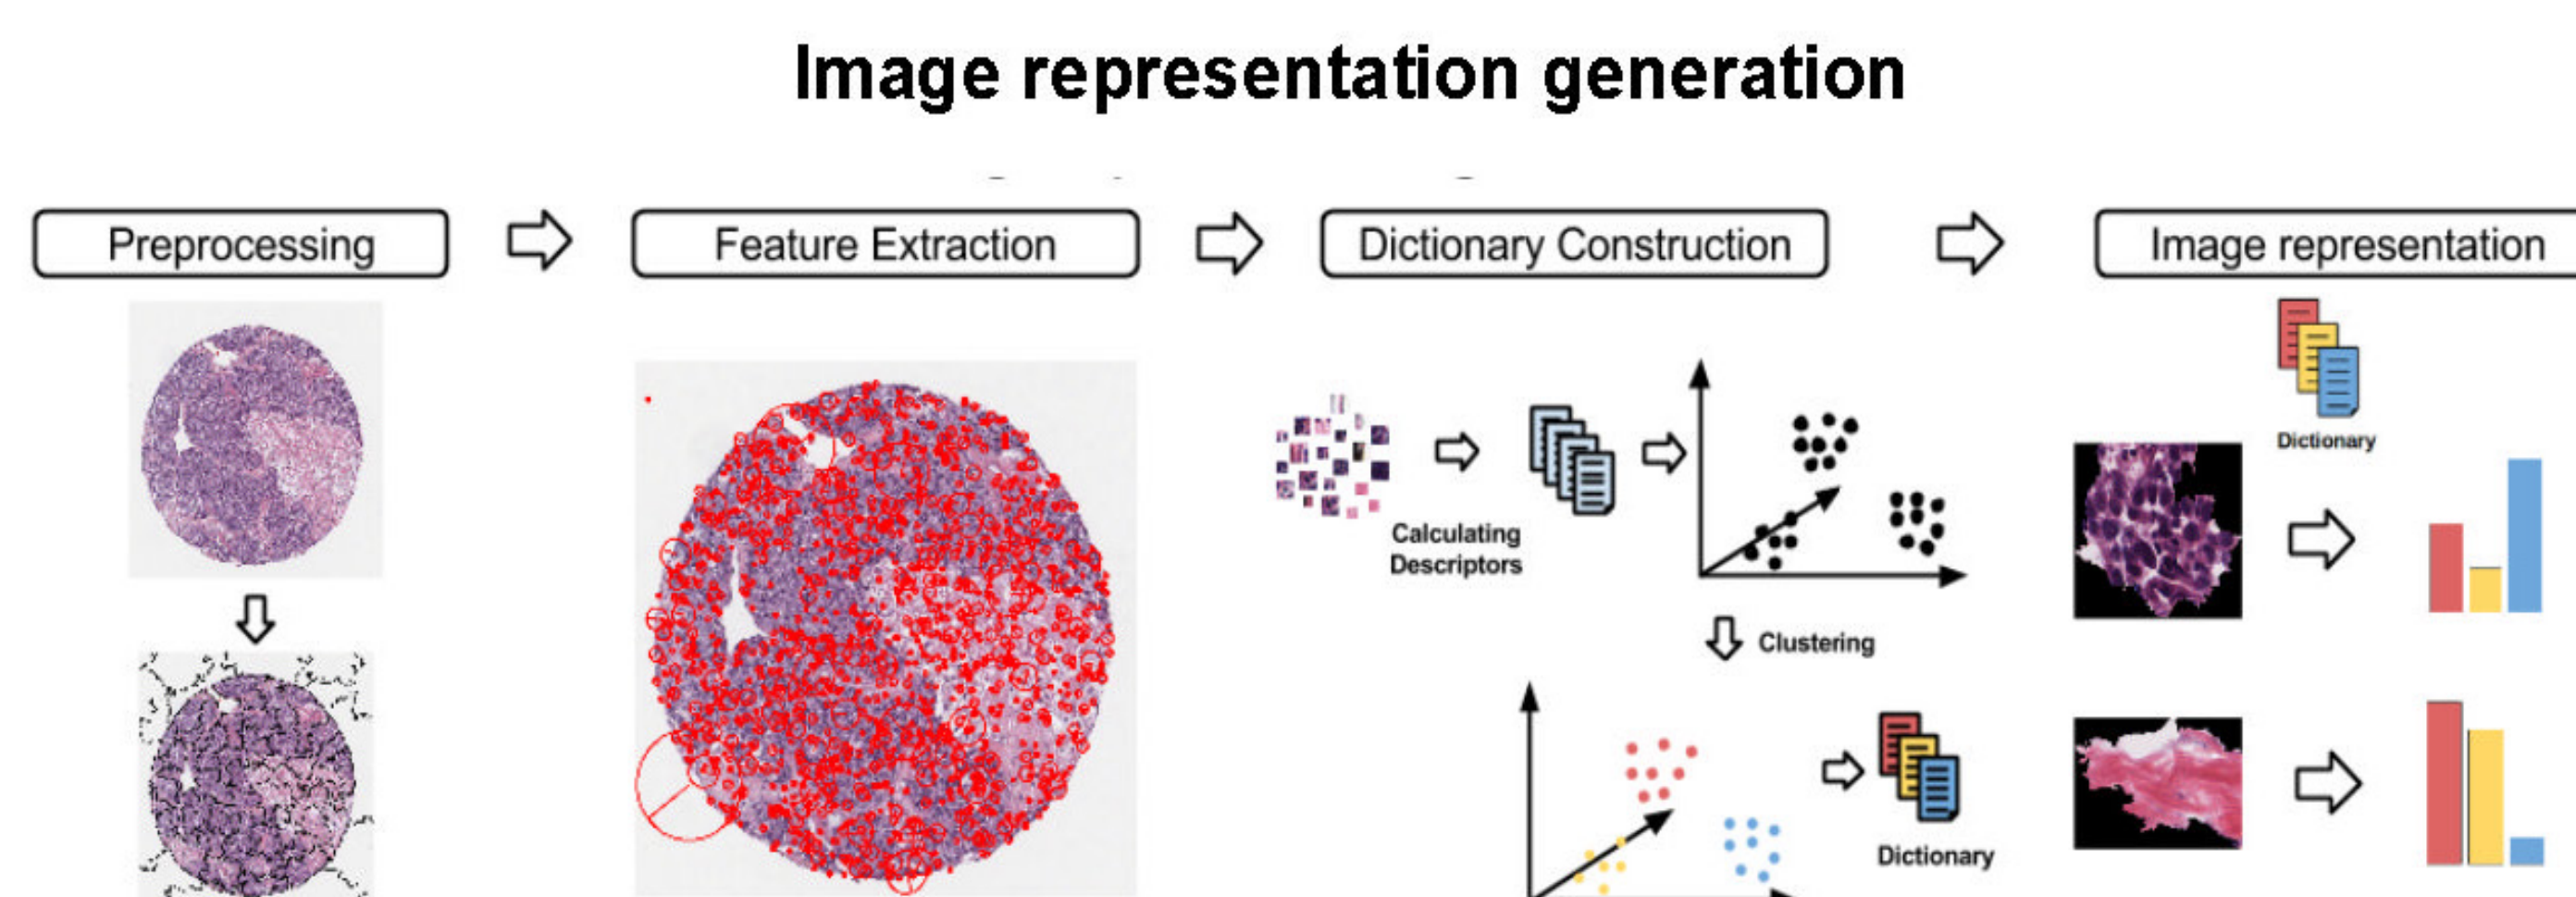 Image representation generation
Preprocessing
Feature Extraction
Dictionary Construction
Image representation
Dictionary
Calculating
Descriptors
Clustering
Dictionary